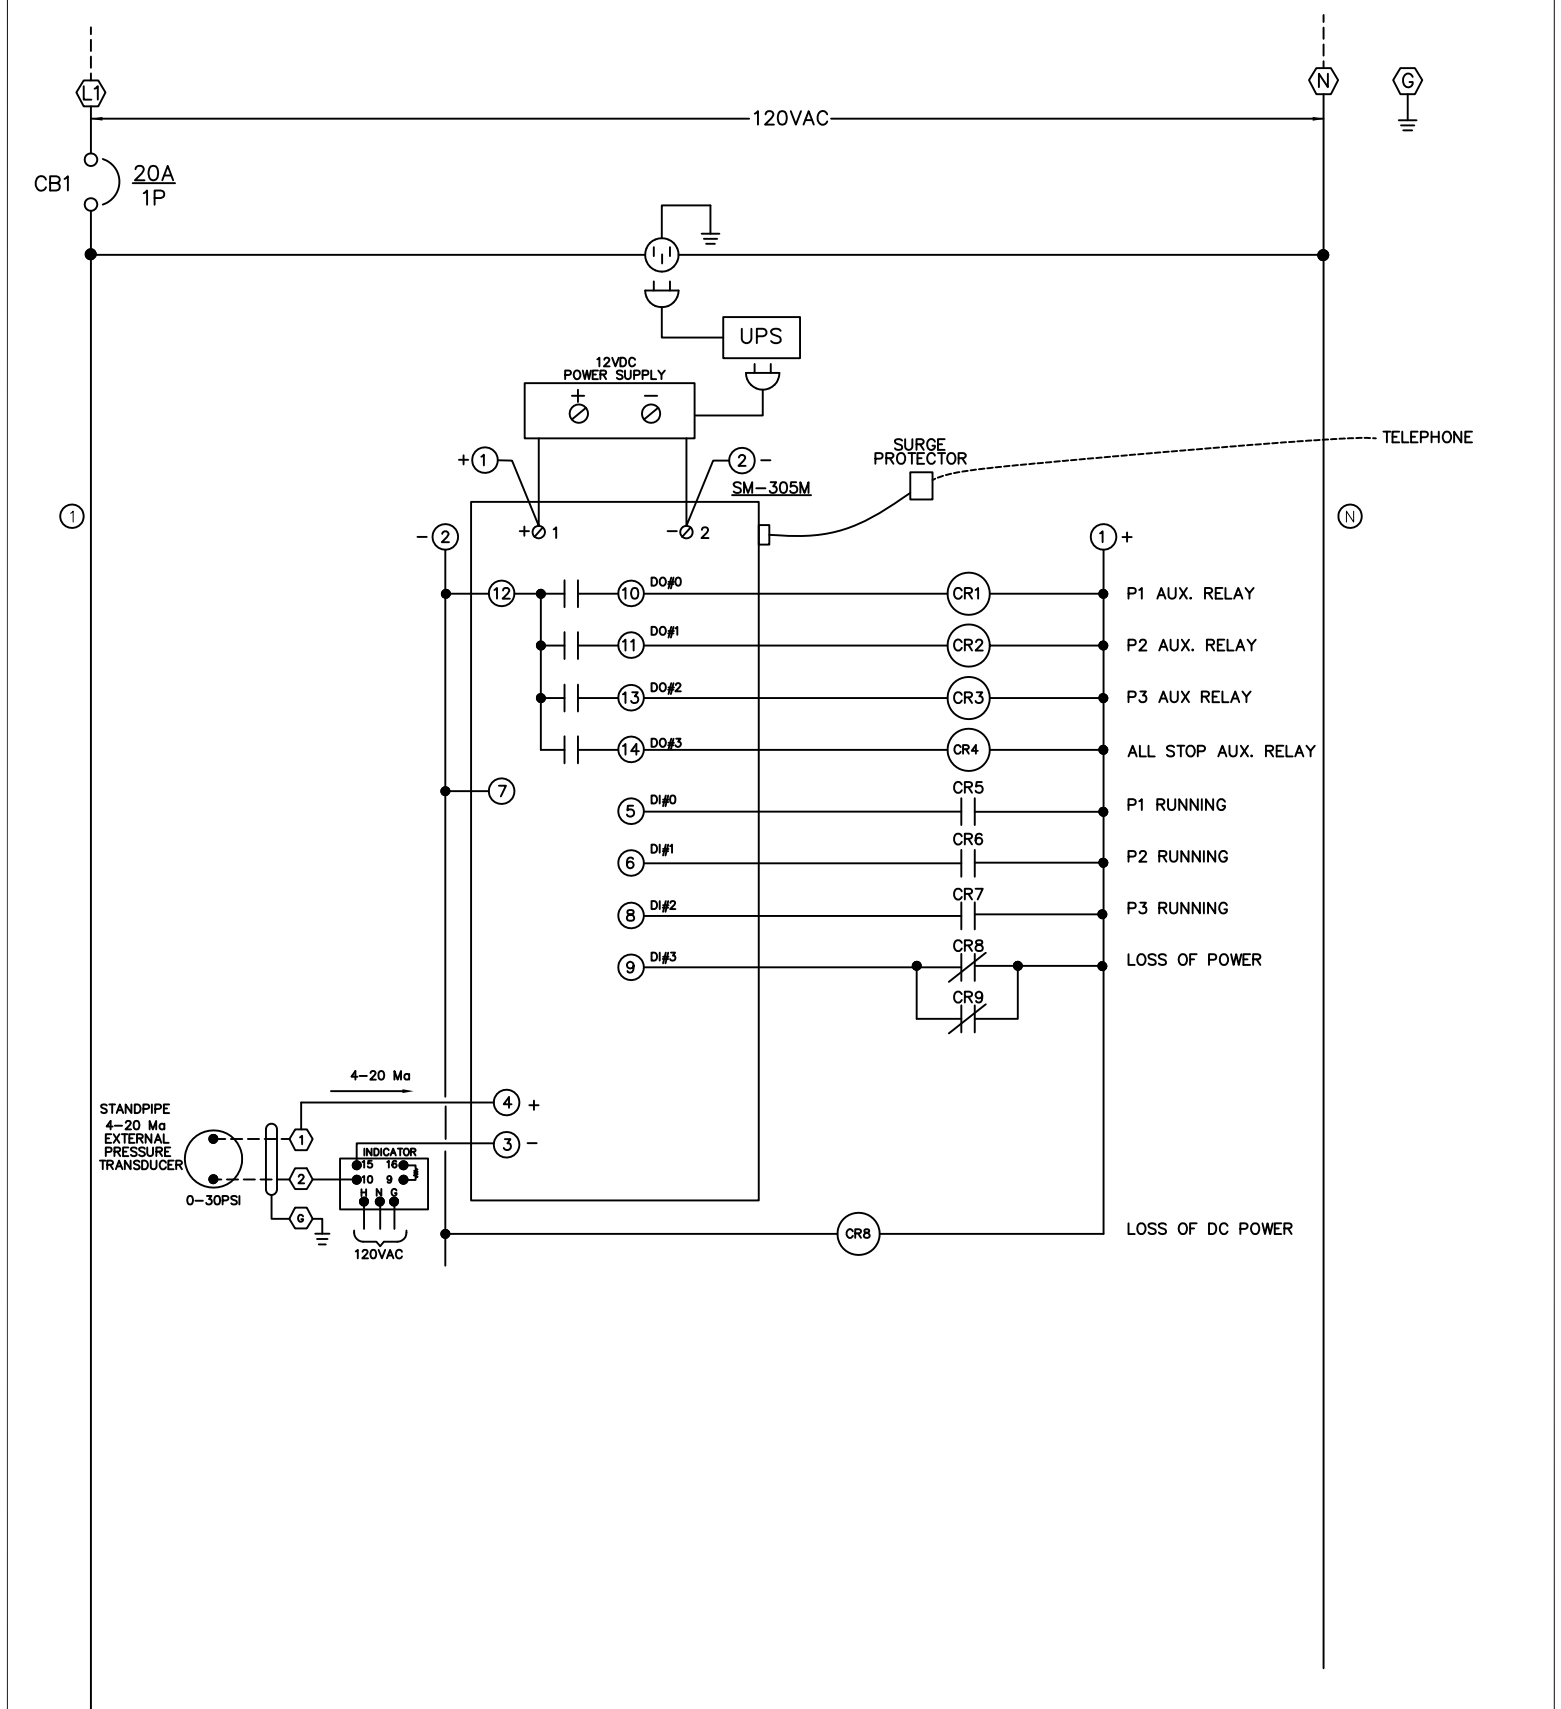 L1
N
G
120VAC
CB1
20A
1P
UPS
12VDC
POWER SUPPLY
+ −
SURGE
PROTECTOR
TELEPHONE
+ 1
2 −
SM-305M
1
N
− 2
+ 1
− 2
1 +
12
10 DO#0
CR1
P1 AUX. RELAY
11 DO#1
CR2
P2 AUX. RELAY
13 DO#2
CR3
P3 AUX RELAY
14 DO#3
CR4
ALL STOP AUX. RELAY
7
5 DI#0
CR5
P1 RUNNING
6 DI#1
CR6
P2 RUNNING
8 DI#2
CR7
P3 RUNNING
9 DI#3
CR8
LOSS OF POWER
CR9
4-20 Ma
4 +
STANDPIPE
4-20 Ma
EXTERNAL
PRESSURE
TRANSDUCER
0-30PSI
1
2
G
3 −
INDICATOR
15 16
10 9
H N G
120VAC
CR8
LOSS OF DC POWER